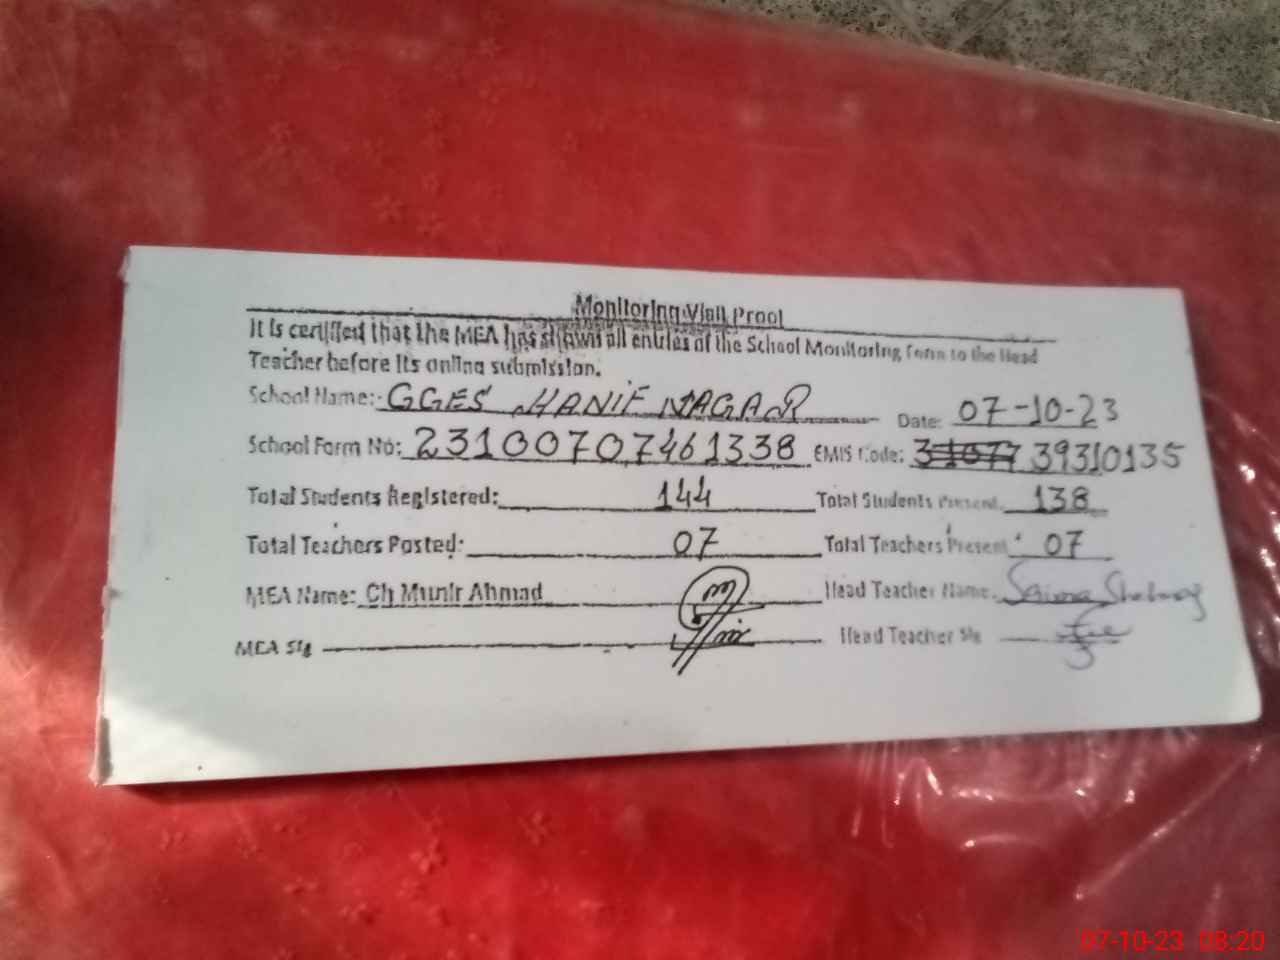 Monitoring Visit Proof
It is certified that the MEA has shown all entries of the School Monitoring Form to the Head
Teacher before its online submission.
School Name: GGES HANIF NAGAR Date: 07-10-23
School Form No: 23100707461338 EMIS Code: 39310135
Total Students Registered: 144 Total Students Present 138
Total Teachers Posted: 07 Total Teachers Present 07
MEA Name: Ch Munir Ahmad Head Teacher Name: Saima
MEA Sig Head Teacher Sig
07-10-23 08:20